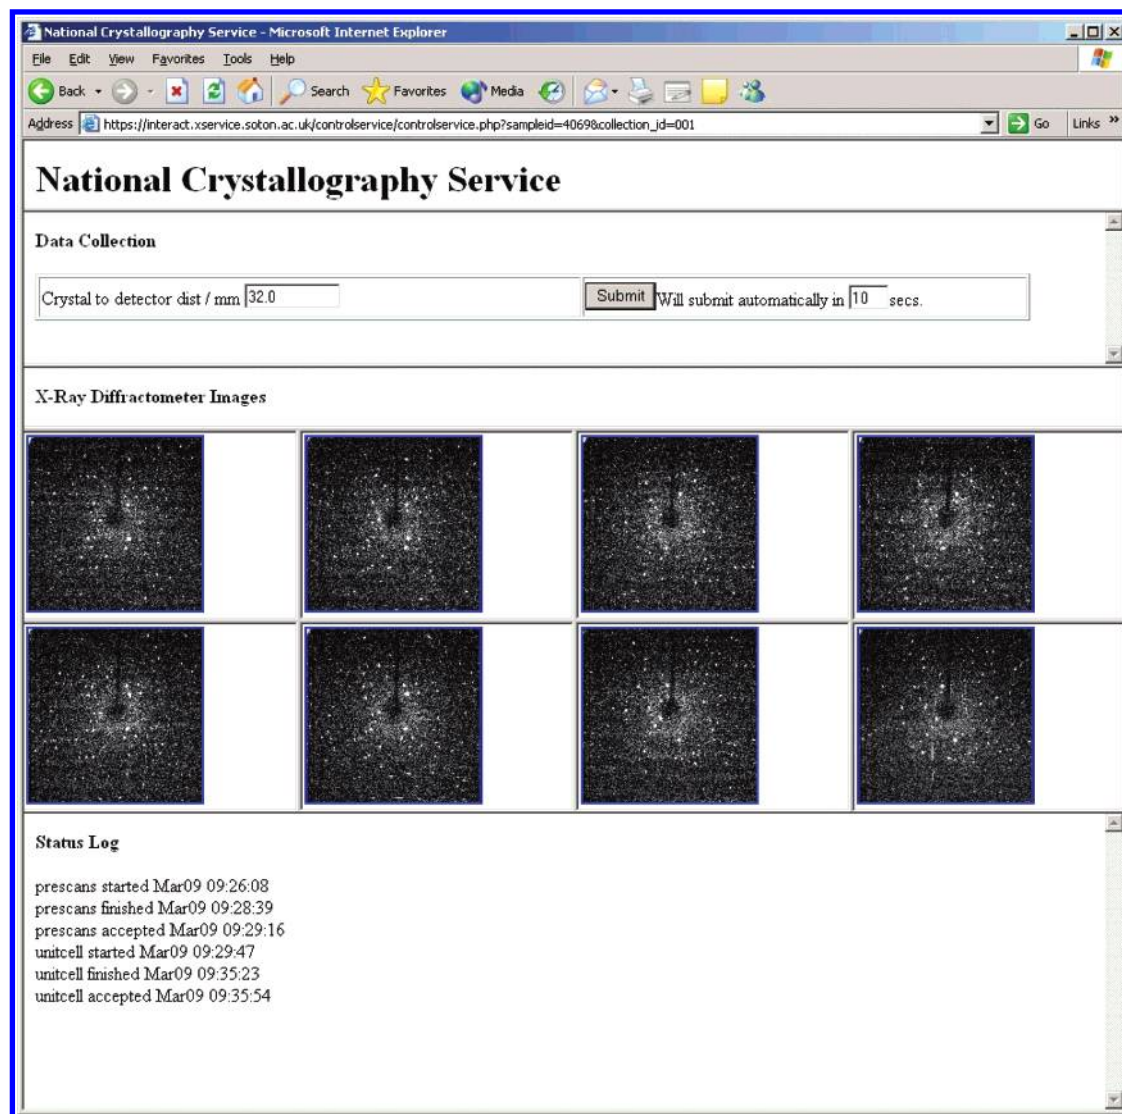 National Crystallography Service - Microsoft Internet Explorer
File Edit View Favorites Tools Help
Back Search Favorites Media
Address https://interact.xservice.soton.ac.uk/controlservice/controlservice.php?sampleid=4069&collection_id=001 Go Links »
National Crystallography Service
Data Collection
Crystal to detector dist / mm 32.0 Submit Will submit automatically in 10 secs.
X-Ray Diffractometer Images
Status Log
prescans started Mar09 09:26:08
prescans finished Mar09 09:28:39
prescans accepted Mar09 09:29:16
unitcell started Mar09 09:29:47
unitcell finished Mar09 09:35:23
unitcell accepted Mar09 09:35:54